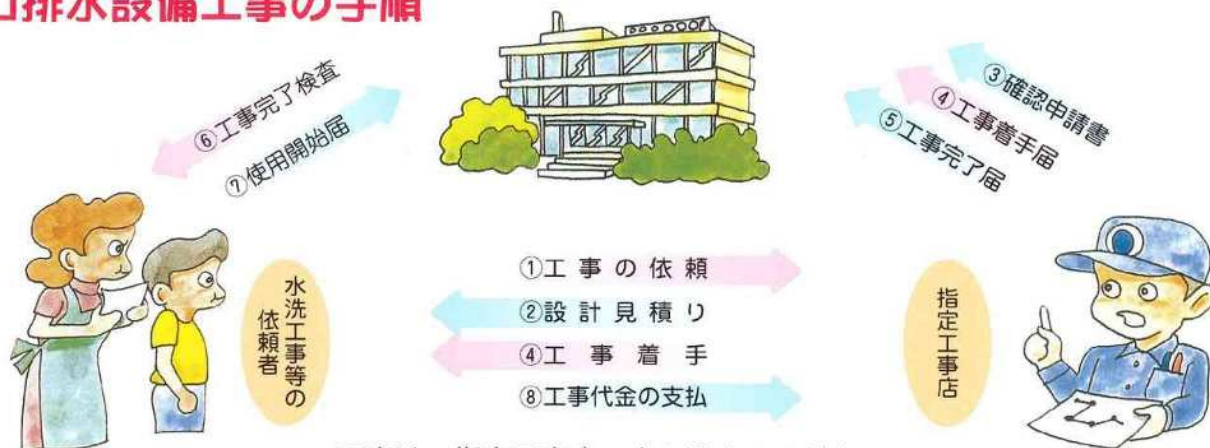 排水設備工事の手順
⑥工事完了検査
⑦使用開始届
③確認申請書
④工事着手届
⑤工事完了届
水洗工事等の
依頼者
①工事の依頼
②設計見積り
④工事着手
⑧工事代金の支払
指定工事店